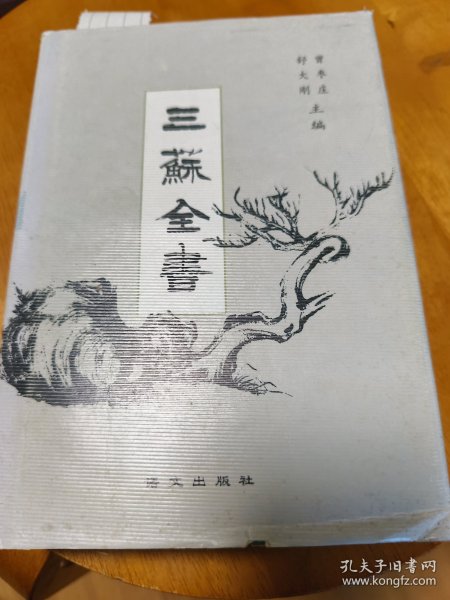 曾枣庄
舒大刚 主编
三蘇全書
语文出版社
孔夫子旧书网
www.kongfz.com